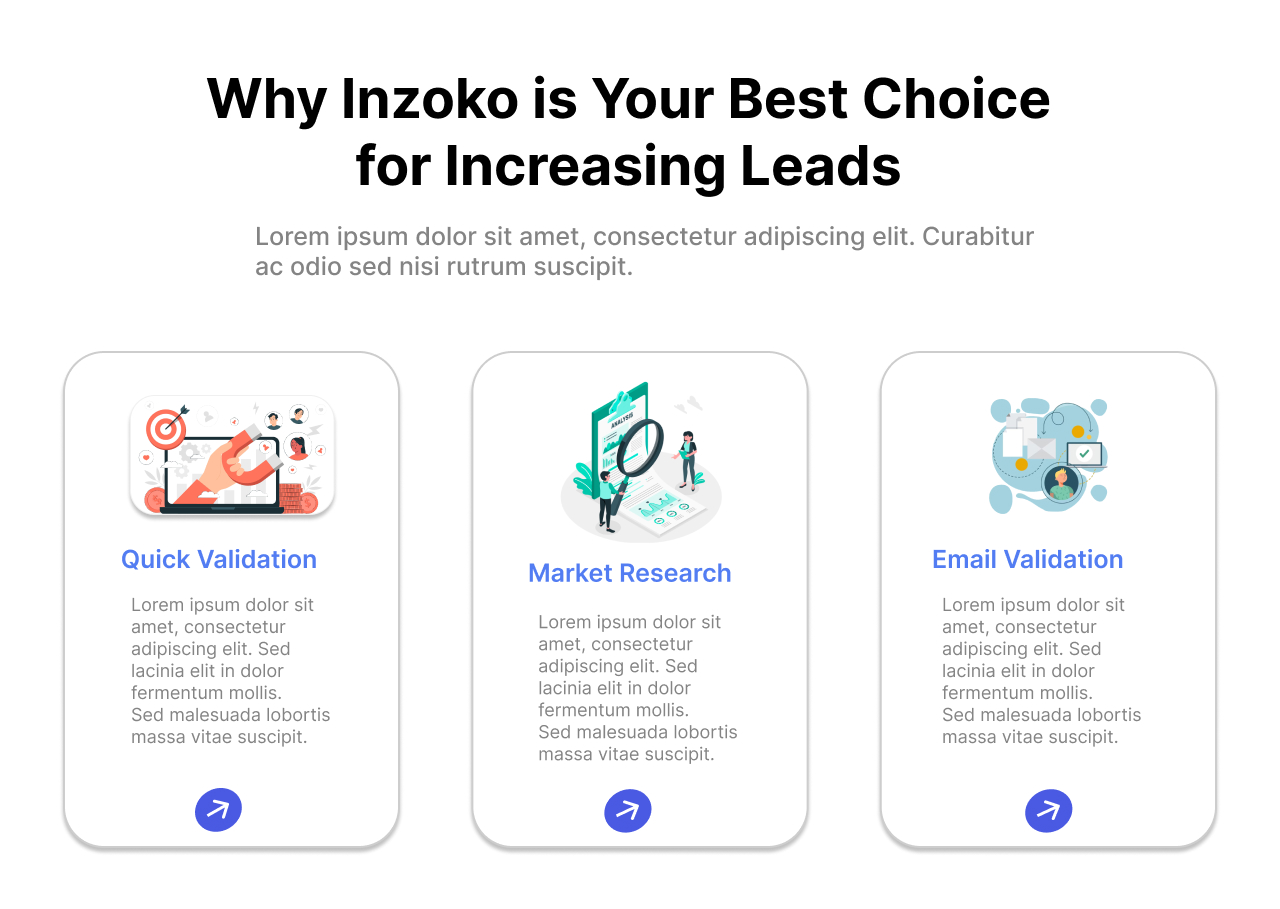 Why Inzoko is Your Best Choice
for Increasing Leads
Lorem ipsum dolor sit amet, consectetur adipiscing elit. Curabitur
ac odio sed nisi rutrum suscipit.
Quick Validation
Lorem ipsum dolor sit
amet, consectetur
adipiscing elit. Sed
lacinia elit in dolor
fermentum mollis.
Sed malesuada lobortis
massa vitae suscipit.
ANALYSIS
Market Research
Lorem ipsum dolor sit
amet, consectetur
adipiscing elit. Sed
lacinia elit in dolor
fermentum mollis.
Sed malesuada lobortis
massa vitae suscipit.
Email Validation
Lorem ipsum dolor sit
amet, consectetur
adipiscing elit. Sed
lacinia elit in dolor
fermentum mollis.
Sed malesuada lobortis
massa vitae suscipit.